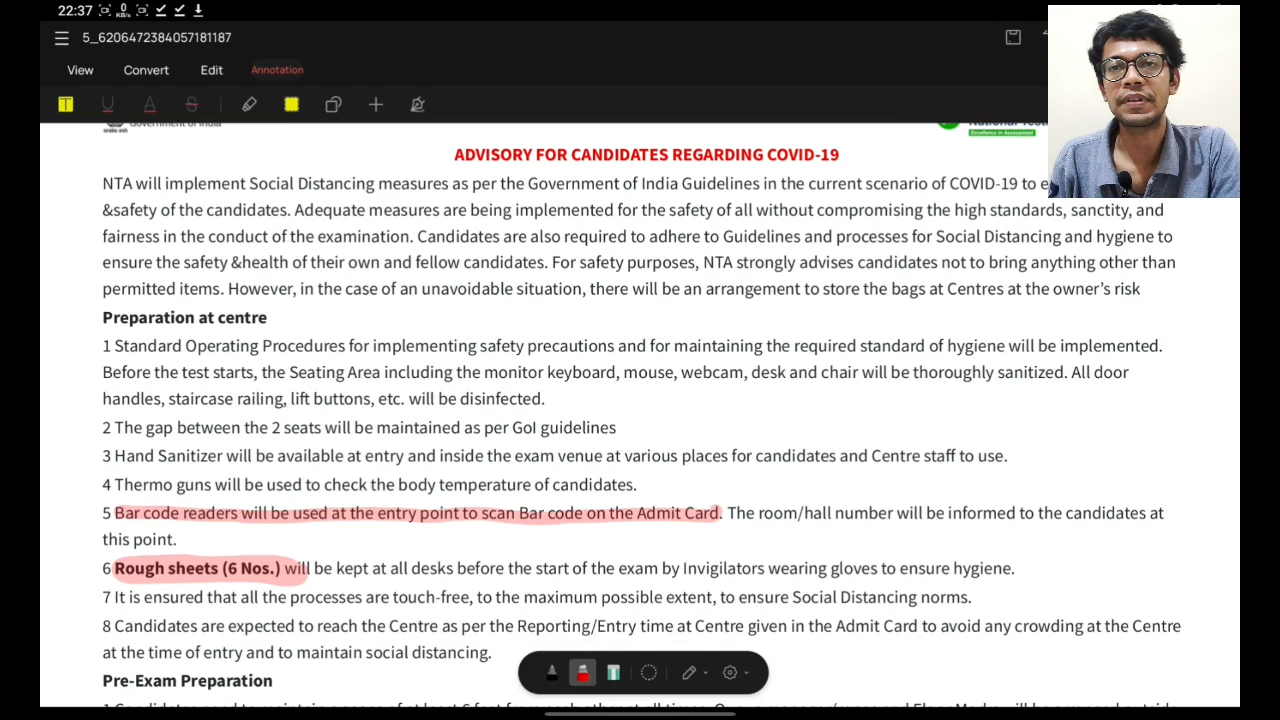 22:37 0 KB/s
5_6206472384057181187
View Convert Edit Annotation
T U A S
Government of India
Excellence in Assessment
ADVISORY FOR CANDIDATES REGARDING COVID-19
NTA will implement Social Distancing measures as per the Government of India Guidelines in the current scenario of COVID-19 to
&safety of the candidates. Adequate measures are being implemented for the safety of all without compromising the high standards, sanctity, and
fairness in the conduct of the examination. Candidates are also required to adhere to Guidelines and processes for Social Distancing and hygiene to
ensure the safety &health of their own and fellow candidates. For safety purposes, NTA strongly advises candidates not to bring anything other than
permitted items. However, in the case of an unavoidable situation, there will be an arrangement to store the bags at Centres at the owner’s risk
Preparation at centre
1 Standard Operating Procedures for implementing safety precautions and for maintaining the required standard of hygiene will be implemented.
Before the test starts, the Seating Area including the monitor keyboard, mouse, webcam, desk and chair will be thoroughly sanitized. All door
handles, staircase railing, lift buttons, etc. will be disinfected.
2 The gap between the 2 seats will be maintained as per GoI guidelines
3 Hand Sanitizer will be available at entry and inside the exam venue at various places for candidates and Centre staff to use.
4 Thermo guns will be used to check the body temperature of candidates.
5 Bar code readers will be used at the entry point to scan Bar code on the Admit Card. The room/hall number will be informed to the candidates at
this point.
6 Rough sheets (6 Nos.) will be kept at all desks before the start of the exam by Invigilators wearing gloves to ensure hygiene.
7 It is ensured that all the processes are touch-free, to the maximum possible extent, to ensure Social Distancing norms.
8 Candidates are expected to reach the Centre as per the Reporting/Entry time at Centre given in the Admit Card to avoid any crowding at the Centre
at the time of entry and to maintain social distancing.
Pre-Exam Preparation